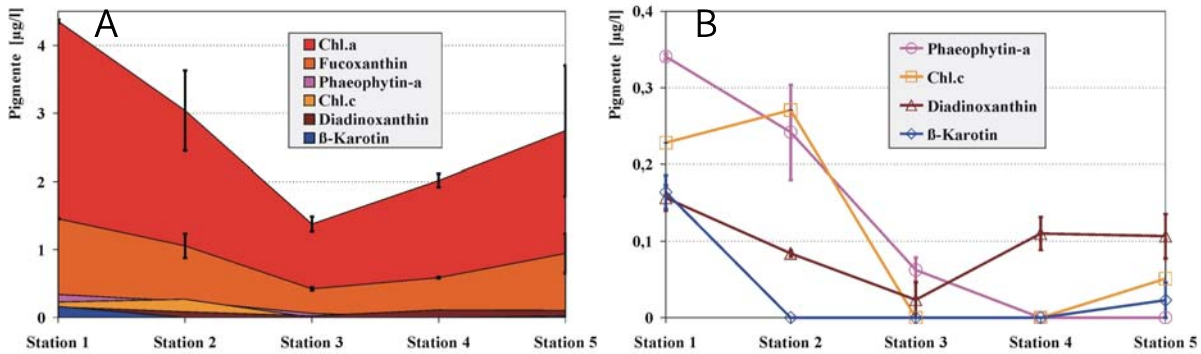 A
Pigmente [µg/l]
4
3
2
1
0
Chl.a
Fucoxanthin
Phaeophytin-a
Chl.c
Diadinoxanthin
ß-Karotin
Station 1 Station 2 Station 3 Station 4 Station 5
B
Pigmente [µg/l]
0,4
0,3
0,2
0,1
0
Phaeophytin-a
Chl.c
Diadinoxanthin
ß-Karotin
Station 1 Station 2 Station 3 Station 4 Station 5